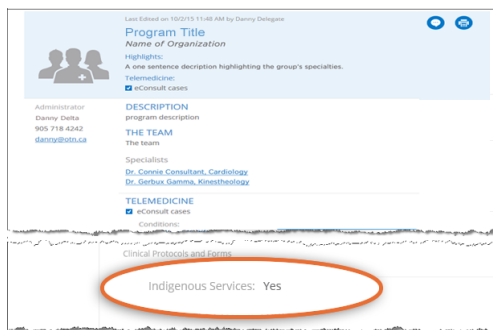 Last Edited on 10/2/15 11:48 AM by Danny Delegate
Program Title
Name of Organization
Highlights:
A one sentence decription highlighting the group's specialties.
Telemedicine:
eConsult cases
Administrator
Danny Delta
905 718 4242
danny@otn.ca
DESCRIPTION
program description
THE TEAM
The team
Specialists
Dr. Connie Consultant, Cardiology
Dr. Gerbux Gamma, Kinestheology
TELEMEDICINE
eConsult cases
Conditions:
Clinical Protocols and Forms
Indigenous Services: Yes